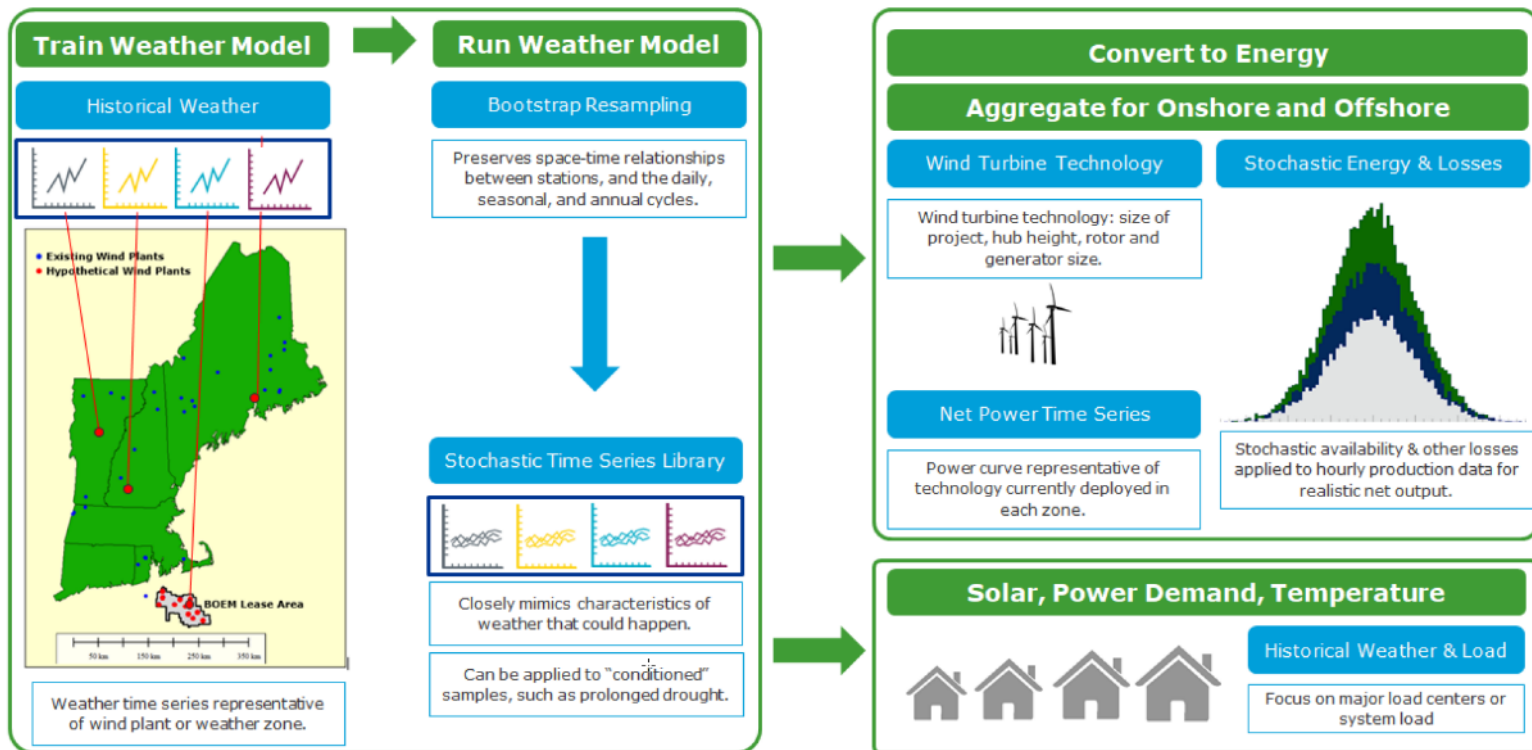 Train Weather Model
Run Weather Model
Historical Weather
Existing Wind Plants
Hypothetical Wind Plants
BOEM Lease Area
50 km
150 km
250 km
350 km
Weather time series representative
of wind plant or weather zone.
Bootstrap Resampling
Preserves space-time relationships
between stations, and the daily,
seasonal, and annual cycles.
Stochastic Time Series Library
Closely mimics characteristics of
weather that could happen.
Can be applied to “conditioned”
samples, such as prolonged drought.
Convert to Energy
Aggregate for Onshore and Offshore
Wind Turbine Technology
Wind turbine technology: size of
project, hub height, rotor and
generator size.
Net Power Time Series
Power curve representative of
technology currently deployed in
each zone.
Stochastic Energy & Losses
Stochastic availability & other losses
applied to hourly production data for
realistic net output.
Solar, Power Demand, Temperature
Historical Weather & Load
Focus on major load centers or
system load